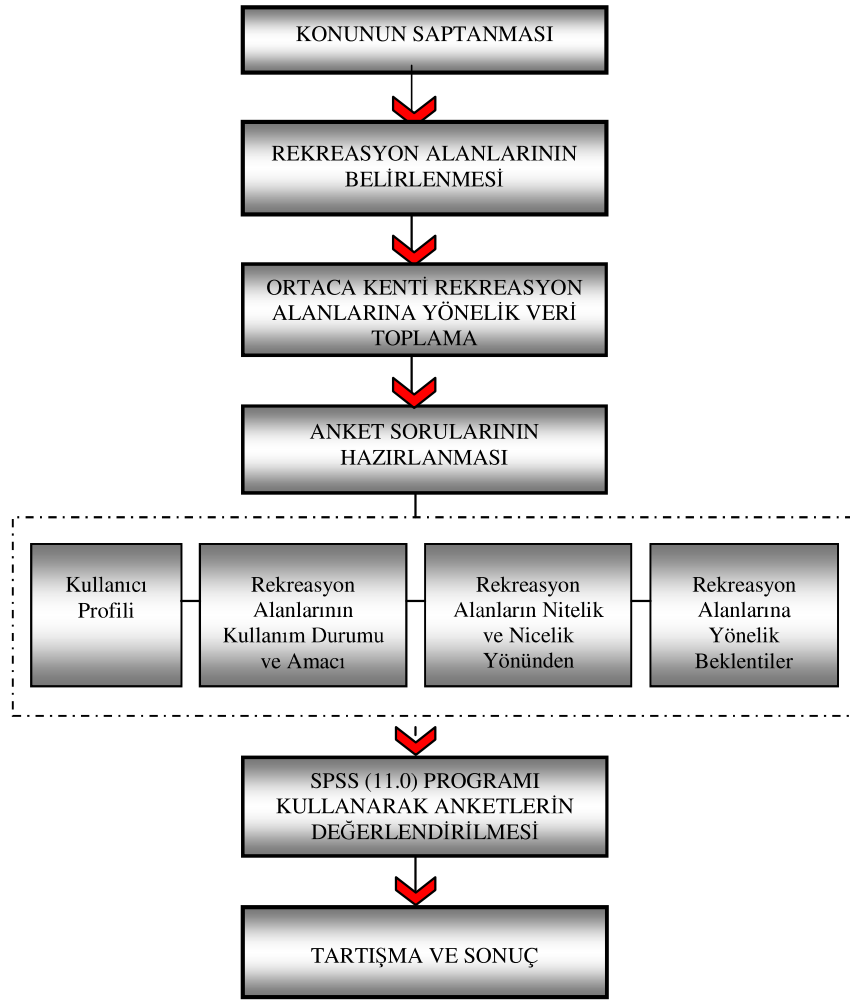 KONUNUN SAPTANMASI
REKREASYON ALANLARININ
BELİRLENMESİ
ORTACA KENTİ REKREASYON
ALANLARINA YÖNELİK VERİ
TOPLAMA
ANKET SORULARININ
HAZIRLANMASI
Kullanıcı
Profili
Rekreasyon
Alanlarının
Kullanım Durumu
ve Amacı
Rekreasyon
Alanların Nitelik
ve Nicelik
Yönünden
Rekreasyon
Alanlarına
Yönelik
Beklentiler
SPSS (11.0) PROGRAMI
KULLANARAK ANKETLERİN
DEĞERLENDİRİLMESİ
TARTIŞMA VE SONUÇ